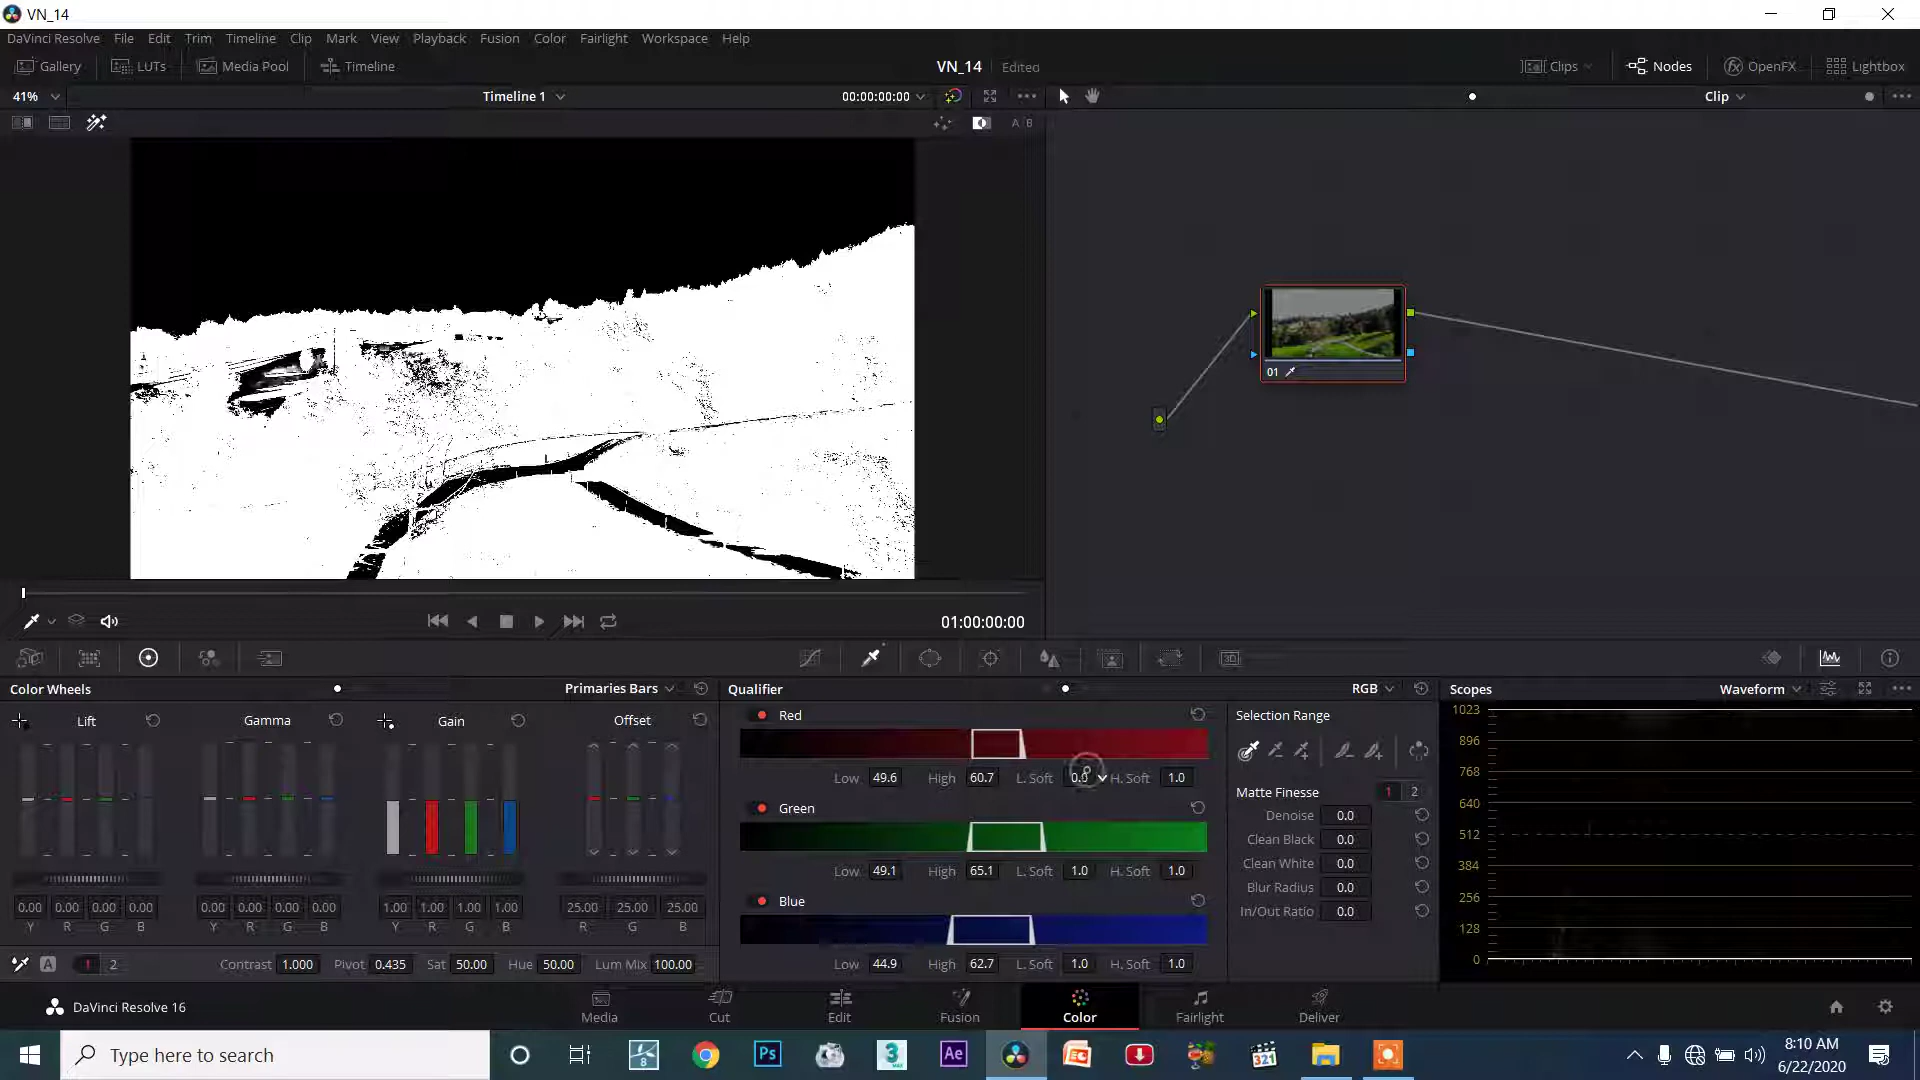 VN_14
DaVinci Resolve File Edit Trim Timeline Clip Mark View Playback Fusion Color Fairlight Workspace Help
Gallery LUTs Media Pool Timeline VN_14 Edited Clips Nodes OpenFX Lightbox
41% Timeline 1 00:00:00:00 Clip
A B
01
01:00:00:00
3D
Color Wheels Primaries Bars Qualifier RGB Scopes Waveform
Lift Gamma Gain Offset
Red
Low 49.6 High 60.7 L. Soft 0.0 H. Soft 1.0
Green
Low 49.1 High 65.1 L. Soft 1.0 H. Soft 1.0
Blue
Low 44.9 High 62.7 L. Soft 1.0 H. Soft 1.0
0.00 0.00 0.00 0.00 0.00 0.00 0.00 0.00 1.00 1.00 1.00 1.00 25.00 25.00 25.00
Y R G B Y R G B Y R G B R G B
A 1 2 Contrast 1.000 Pivot 0.435 Sat 50.00 Hue 50.00 Lum Mix 100.00
Selection Range
Matte Finesse 1 2
Denoise 0.0
Clean Black 0.0
Clean White 0.0
Blur Radius 0.0
In/Out Ratio 0.0
1023
896
768
640
512
384
256
128
0
DaVinci Resolve 16 Media Cut Edit Fusion Color Fairlight Deliver
Type here to search
8
Ps
3
MAX
Ae
321
8:10 AM
6/22/2020